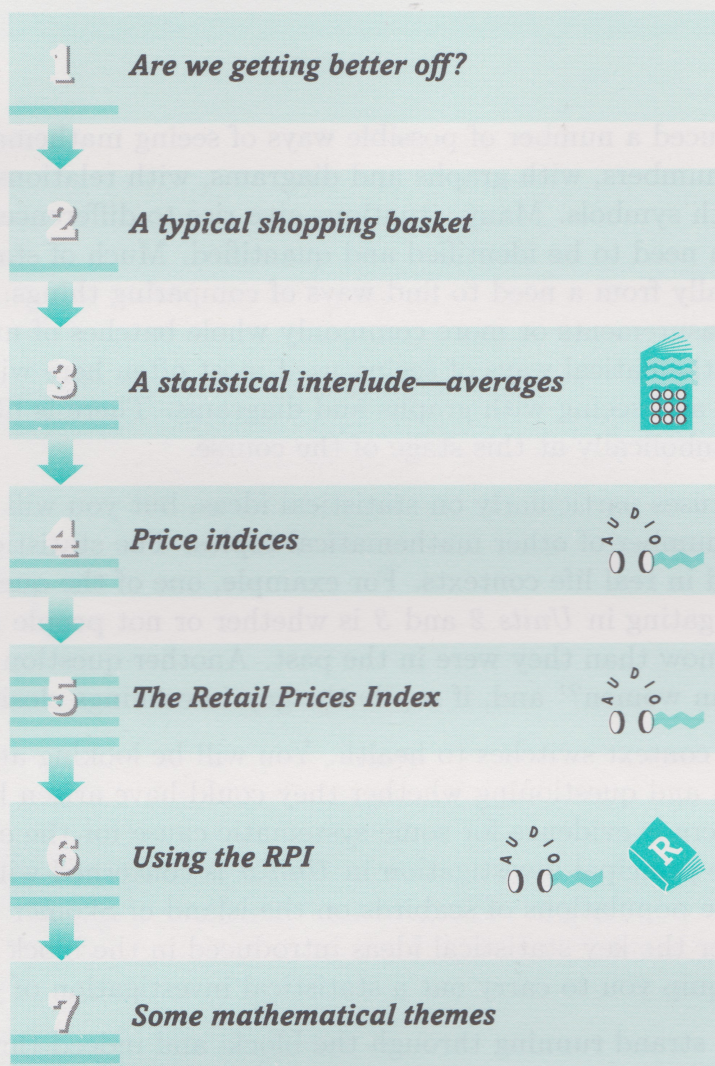 1 Are we getting better off?
2 A typical shopping basket
3 A statistical interlude—averages
4 Price indices
AUDIO
5 The Retail Prices Index
AUDIO
6 Using the RPI
AUDIO
R
7 Some mathematical themes